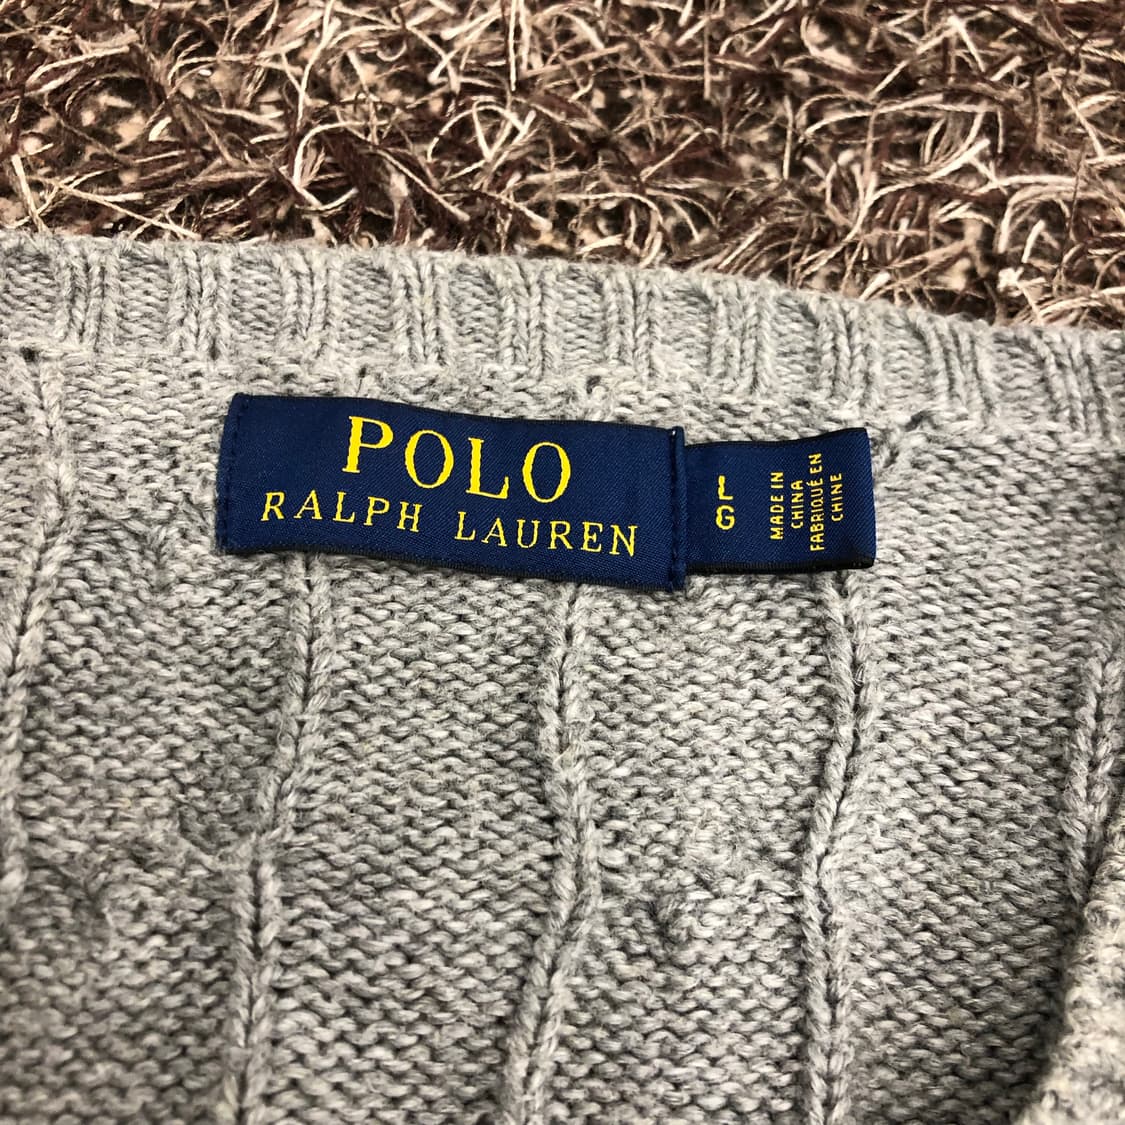 POLO
RALPH LAUREN
L
G
MADE IN
CHINA
FABRIQUÉ EN
CHINE